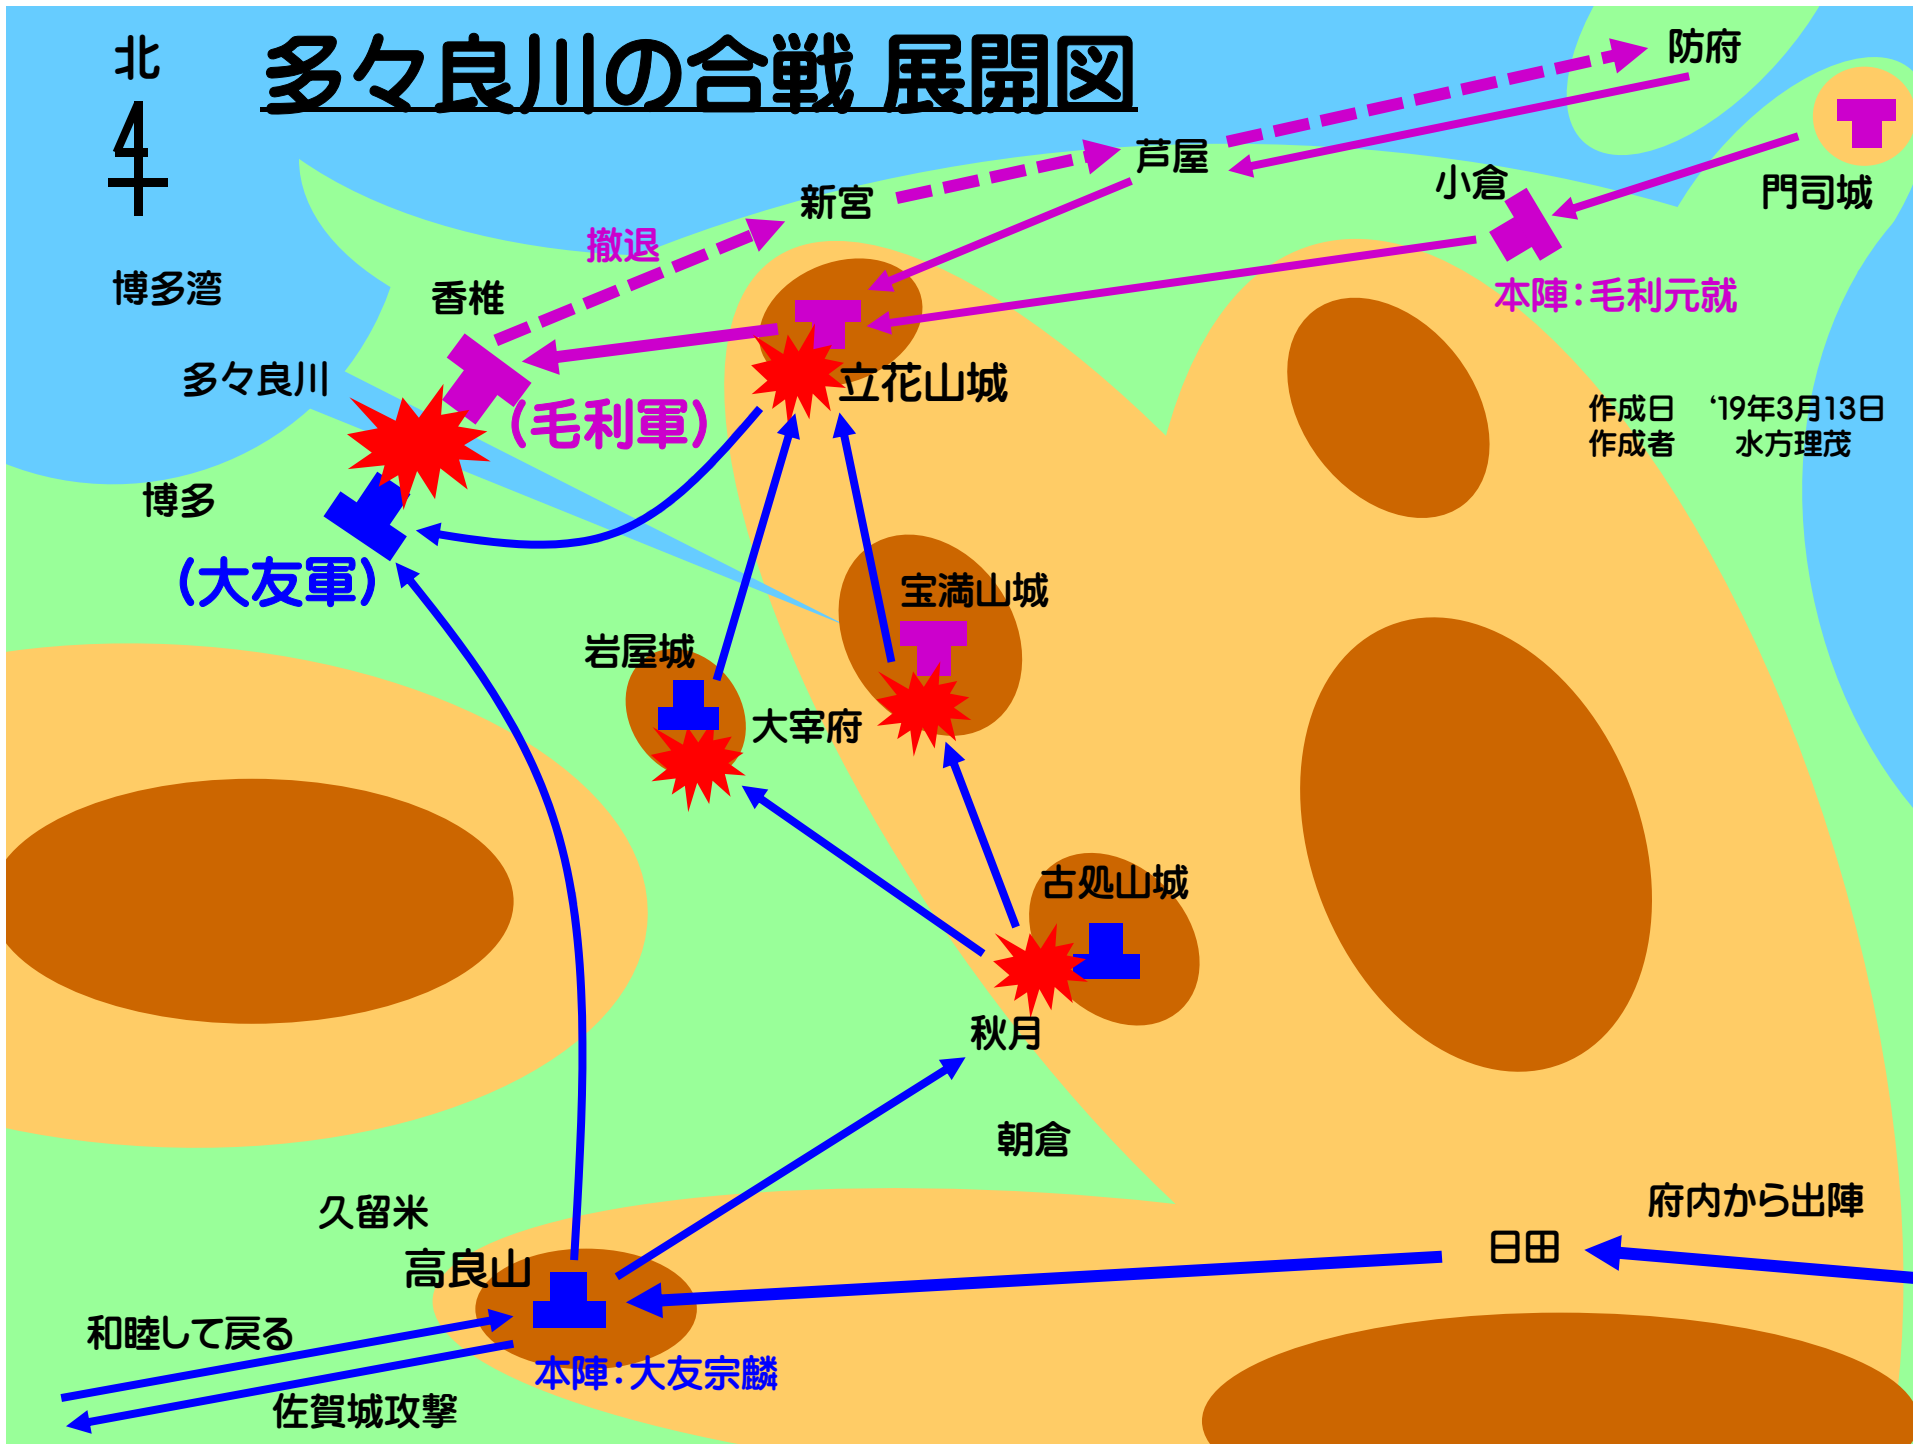 北
多々良川の合戦 展開図
防府
芦屋
小倉
門司城
新宮
撤退
博多湾
香椎
本陣:毛利元就
多々良川
立花山城
(毛利軍)
作成日 ‘19年3月13日
作成者 水方理茂
博多
(大友軍)
宝満山城
岩屋城
大宰府
古処山城
秋月
朝倉
久留米
府内から出陣
日田
高良山
和睦して戻る
本陣:大友宗麟
佐賀城攻撃